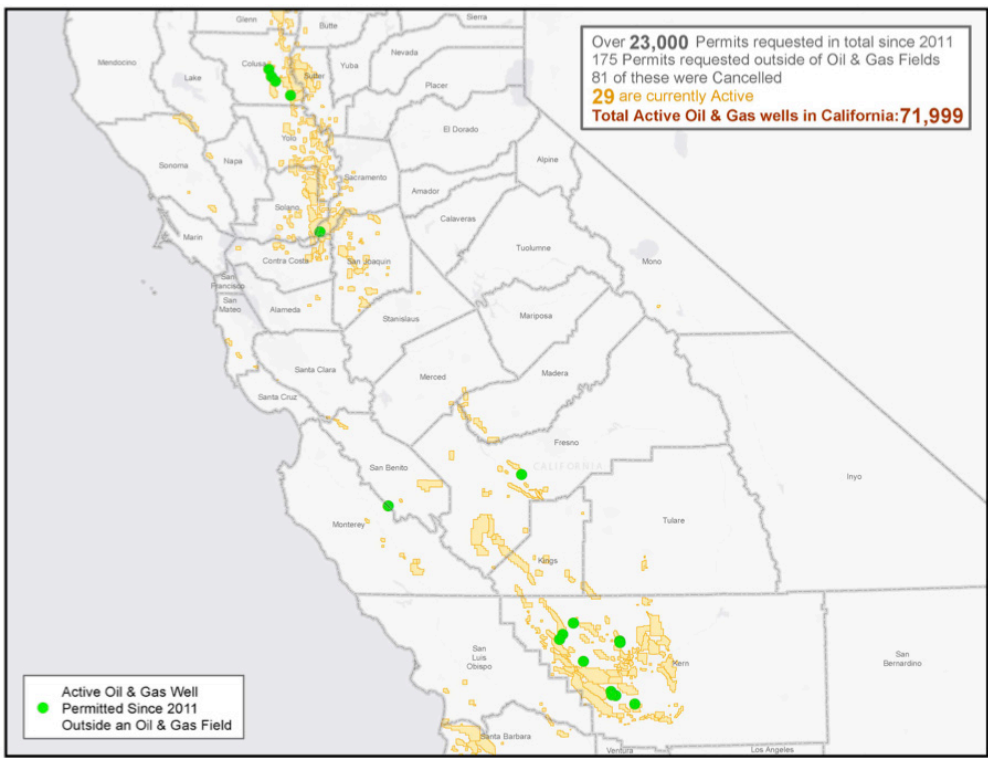 Glenn
Butte
Sierra
Mendocino
Lake
Colusa
Sutter
Yuba
Nevada
Placer
Over 23,000 Permits requested in total since 2011
175 Permits requested outside of Oil & Gas Fields
81 of these were Cancelled
29 are currently Active
Total Active Oil & Gas wells in California:71,999
Yolo
El Dorado
Sonoma
Napa
Sacramento
Alpine
Amador
Solano
Calaveras
Marin
Tuolumne
Contra Costa
San Joaquin
Mono
San
Francisco
San
Mateo
Alameda
Stanislaus
Mariposa
Santa Clara
Merced
Madera
Santa Cruz
Fresno
CALIFORNIA
San Benito
Inyo
Monterey
Tulare
Kings
San
Luis
Obispo
Kern
San
Bernardino
Active Oil & Gas Well
Permitted Since 2011
Outside an Oil & Gas Field
Santa Barbara
Ventura
Los Angeles